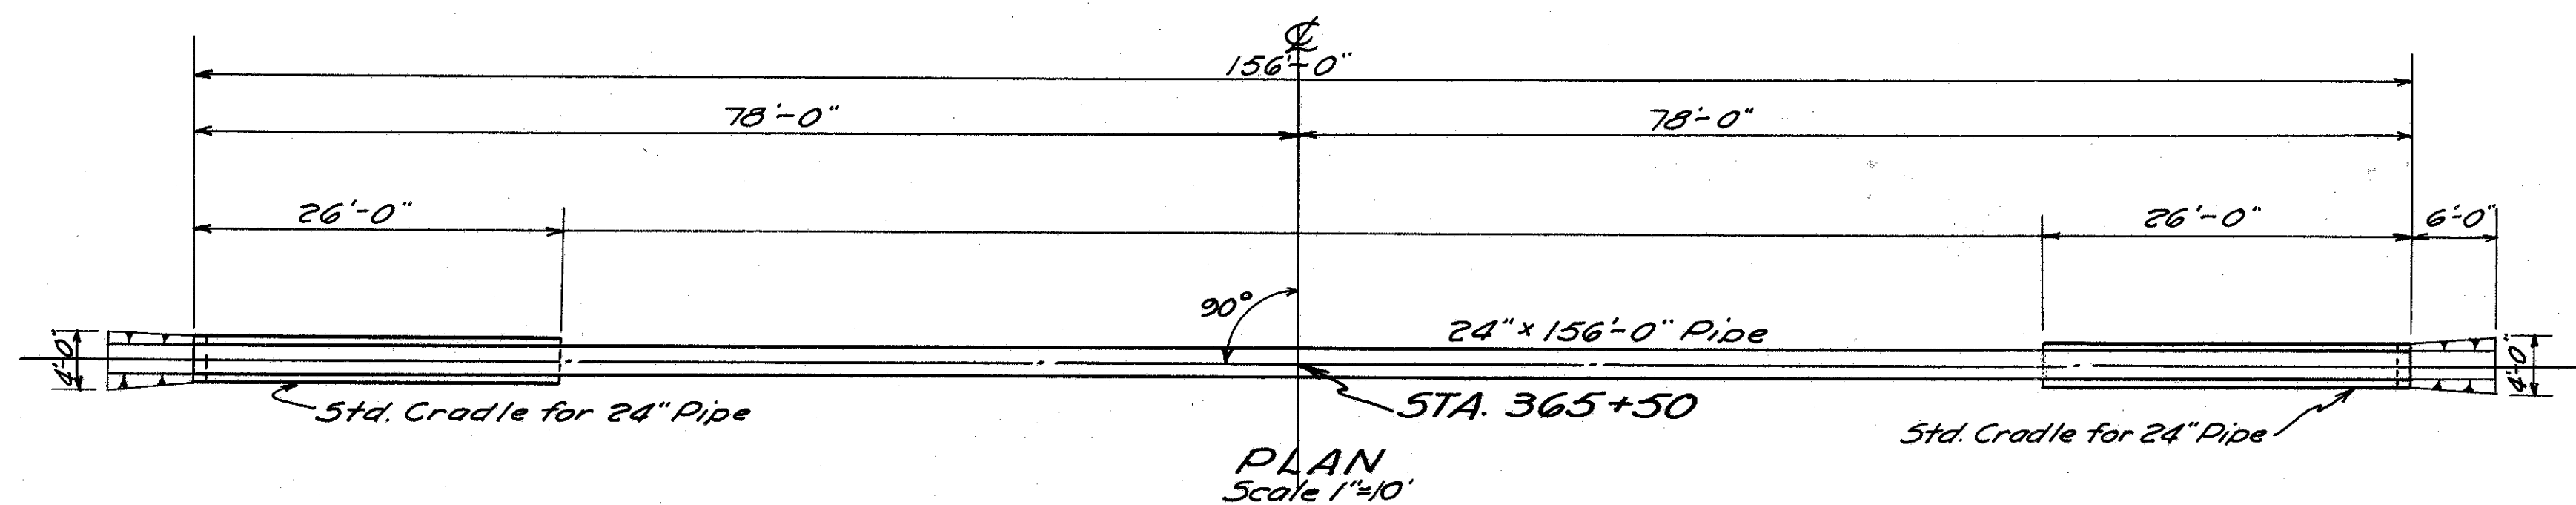 ℄
156'-0"
78'-0"
78'-0"
26'-0"
26'-0"
6'-0"
90°
24" x 156'-0" Pipe
4'-0"
4'-0"
Std. Cradle for 24" Pipe
STA. 365+50
Std. Cradle for 24" Pipe
PLAN
Scale 1"=10'